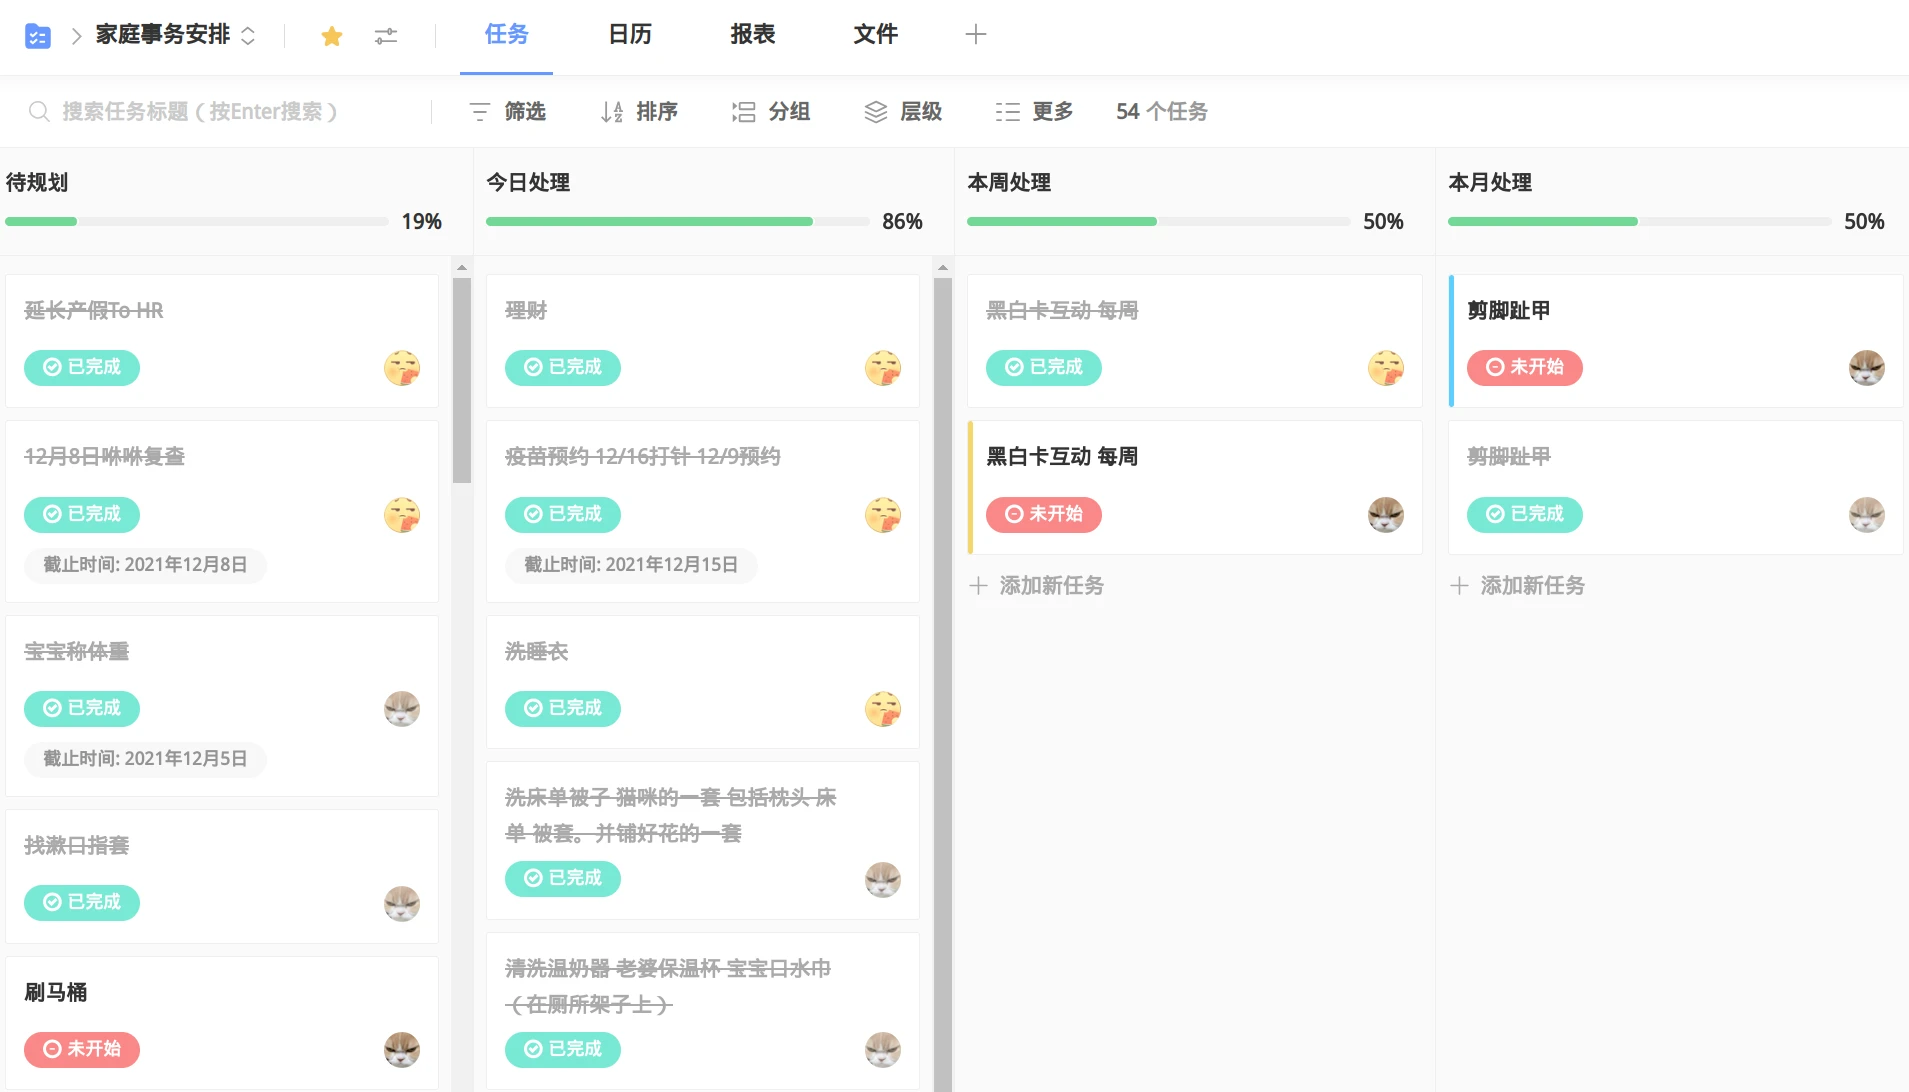 家庭事务安排
任务
日历
报表
文件
搜索任务标题（按Enter搜索）
筛选
排序
分组
层级
更多
54 个任务
待规划
19%
延长产假To HR
已完成
12月8日咻咻复查
已完成
截止时间: 2021年12月8日
宝宝称体重
已完成
截止时间: 2021年12月5日
找漱口指套
已完成
刷马桶
未开始
今日处理
86%
理财
已完成
疫苗预约 12/16打针 12/9预约
已完成
截止时间: 2021年12月15日
洗睡衣
已完成
洗床单被子 猫咪的一套 包括枕头 床
单 被套。并铺好花的一套
已完成
清洗温奶器 老婆保温杯 宝宝口水巾
（在厕所架子上）
已完成
本周处理
50%
黑白卡互动 每周
已完成
黑白卡互动 每周
未开始
添加新任务
本月处理
50%
剪脚趾甲
未开始
剪脚趾甲
已完成
添加新任务